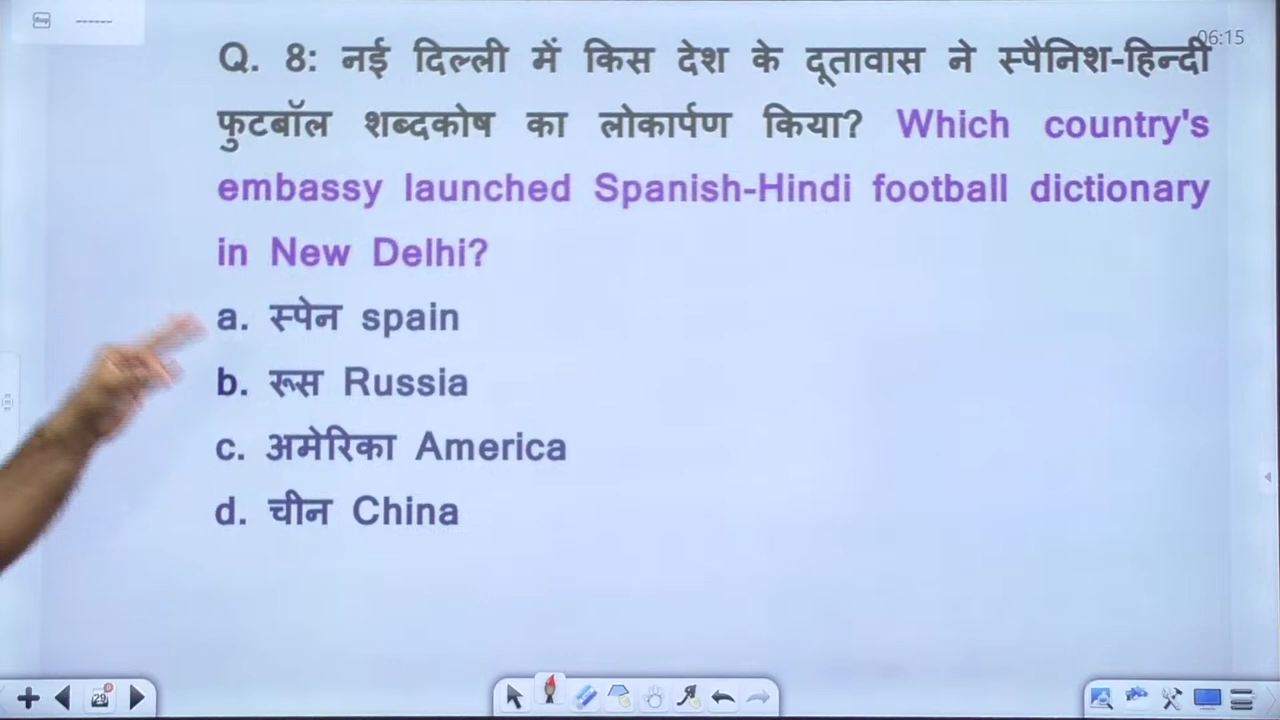 06:15
Q. 8: नई दिल्ली में किस देश के दूतावास ने स्पैनिश-हिन्दी
फुटबॉल शब्दकोष का लोकार्पण किया? Which country's
embassy launched Spanish-Hindi football dictionary
in New Delhi?
a. स्पेन spain
b. रूस Russia
c. अमेरिका America
d. चीन China
29